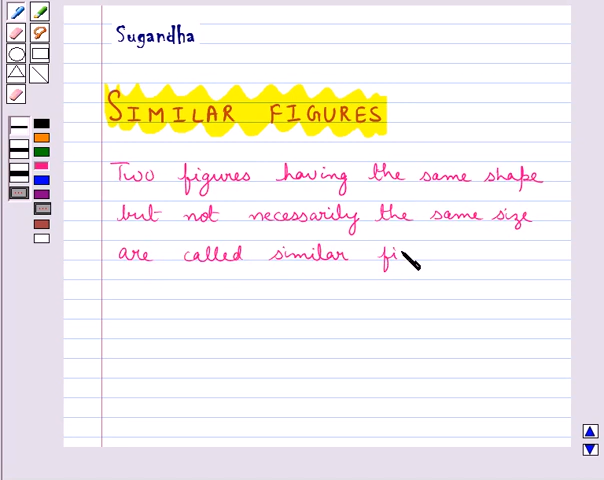 Sugandha
SIMILAR FIGURES
Two figures having the same shape
but not necessarily the same size
are called similar fi